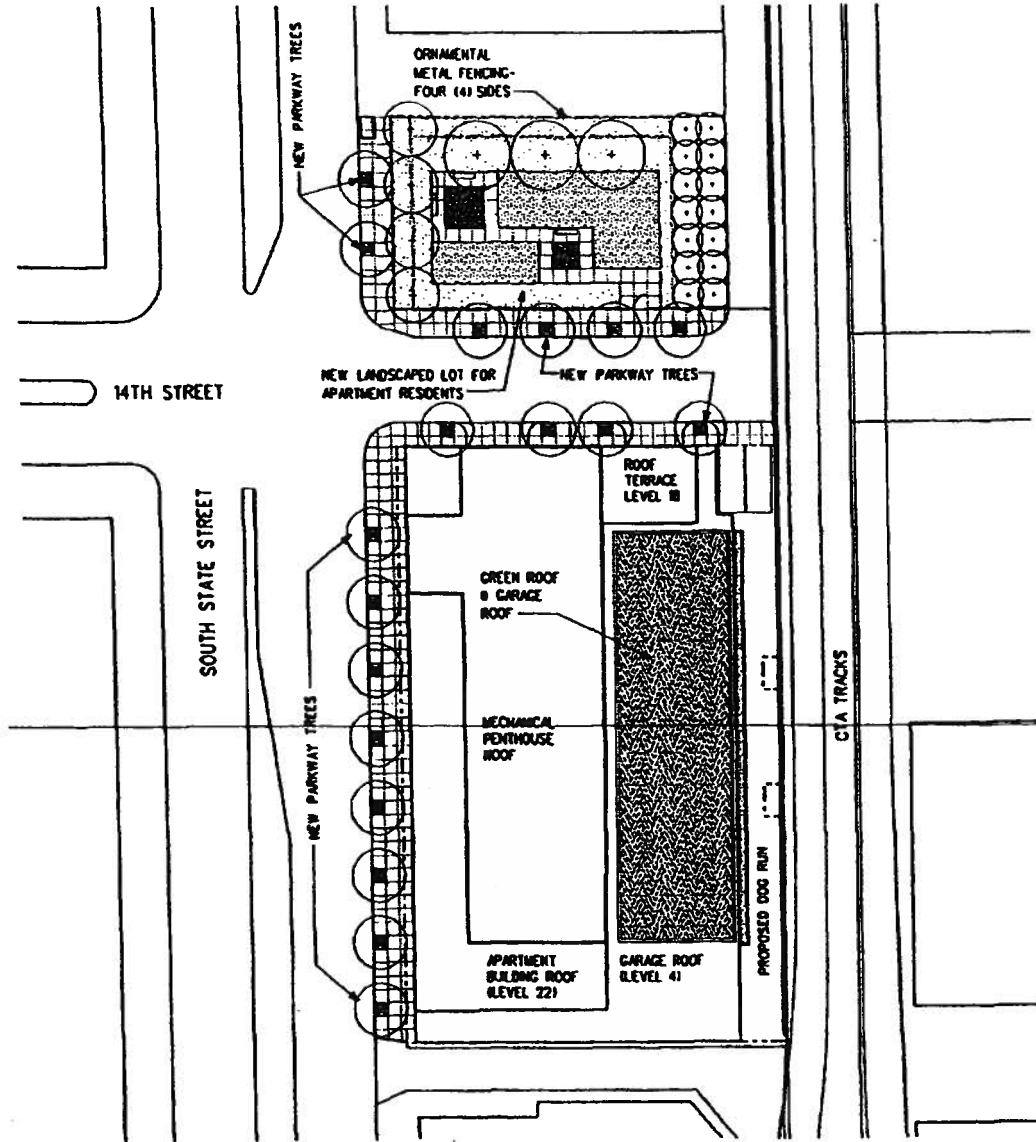 ORNAMENTAL
METAL FENCING-
FOUR (4) SIDES
NEW PARKWAY TREES
NEW LANDSCAPED LOT FOR
APARTMENT RESIDENTS
NEW PARKWAY TREES
14TH STREET
SOUTH STATE STREET
ROOF
TERRACE
LEVEL 18
GREEN ROOF
@ GARAGE
ROOF
NEW PARKWAY TREES
MECHANICAL
PENTHOUSE
ROOF
CTA TRACKS
PROPOSED DOG RUN
APARTMENT
BUILDING ROOF
(LEVEL 22)
GARAGE ROOF
(LEVEL 4)